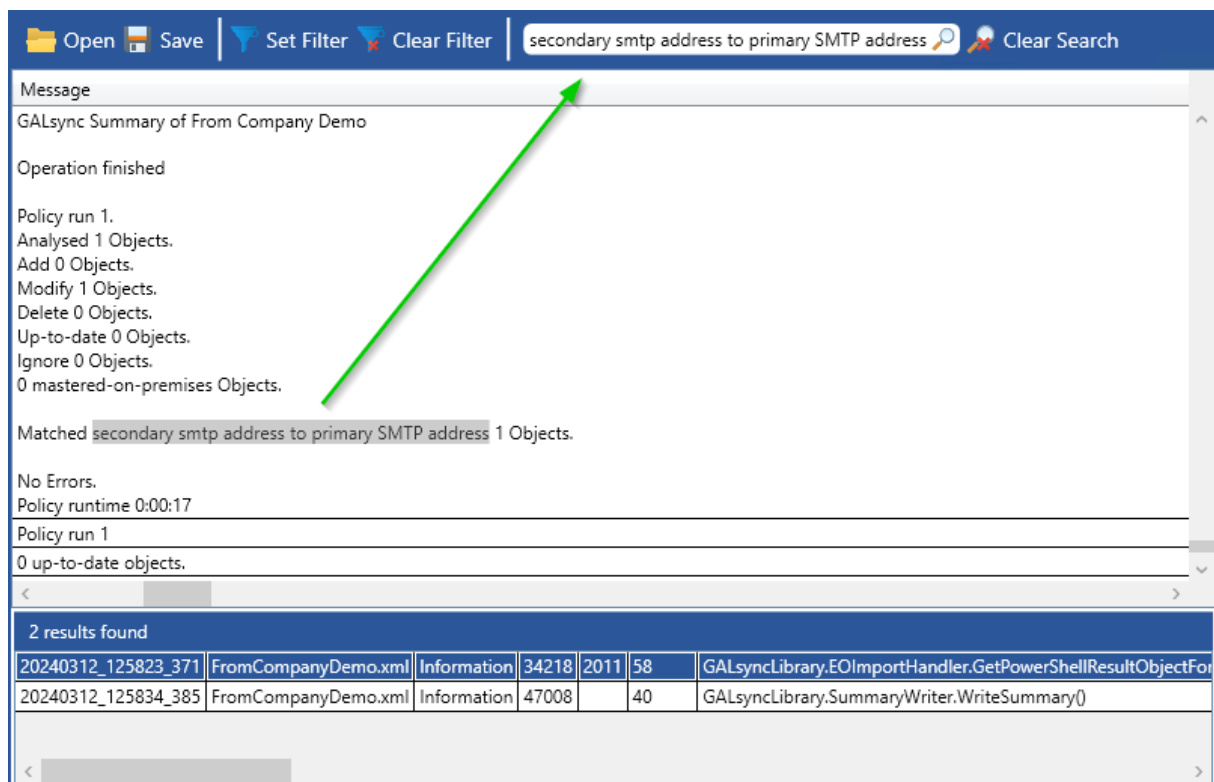 Open Save Set Filter Clear Filter secondary smtp address to primary SMTP address Clear Search
Message
GALsync Summary of From Company Demo
Operation finished
Policy run 1.
Analysed 1 Objects.
Add 0 Objects.
Modify 1 Objects.
Delete 0 Objects.
Up-to-date 0 Objects.
Ignore 0 Objects.
0 mastered-on-premises Objects.
Matched secondary smtp address to primary SMTP address 1 Objects.
No Errors.
Policy runtime 0:00:17
Policy run 1
0 up-to-date objects.
2 results found
20240312_125823_371 FromCompanyDemo.xml Information 34218 2011 58 GALsyncLibrary.EOImportHandler.GetPowerShellResultObjectFor
20240312_125834_385 FromCompanyDemo.xml Information 47008 40 GALsyncLibrary.SummaryWriter.WriteSummary()